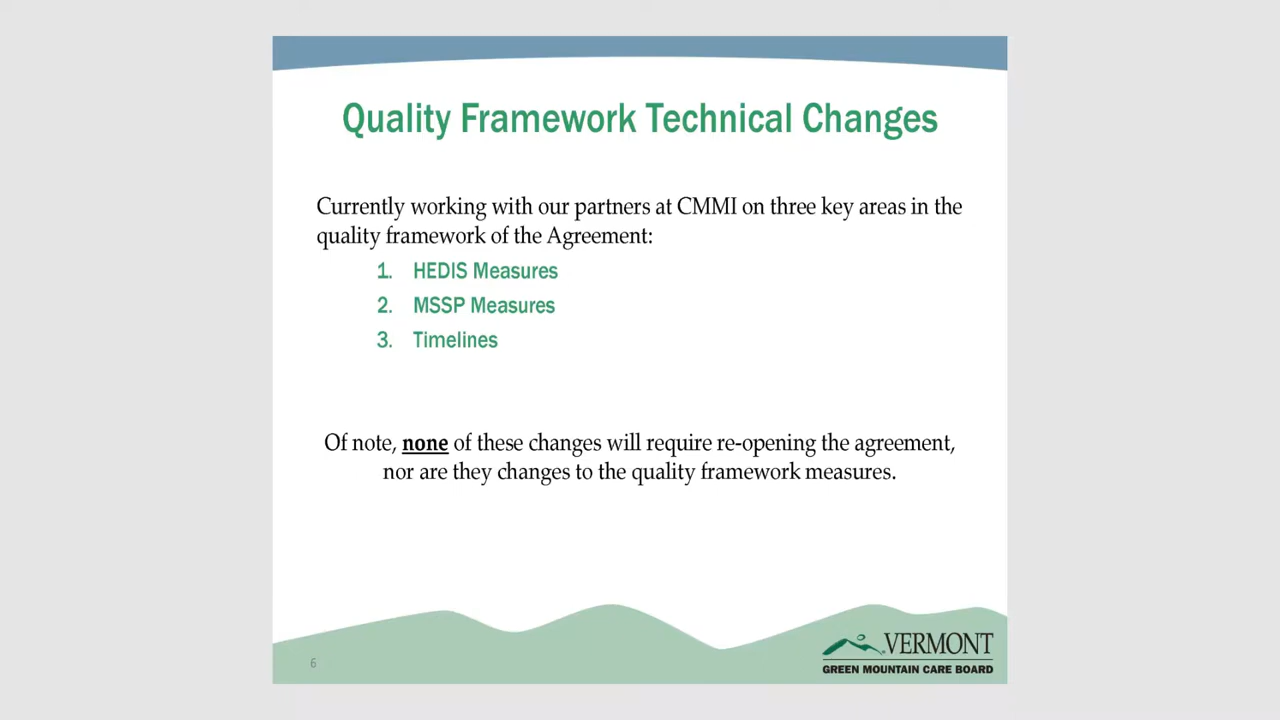 Quality Framework Technical Changes
Currently working with our partners at CMMI on three key areas in the
quality framework of the Agreement:
1. HEDIS Measures
2. MSSP Measures
3. Timelines
Of note, none of these changes will require re-opening the agreement,
nor are they changes to the quality framework measures.
6
VERMONT
GREEN MOUNTAIN CARE BOARD